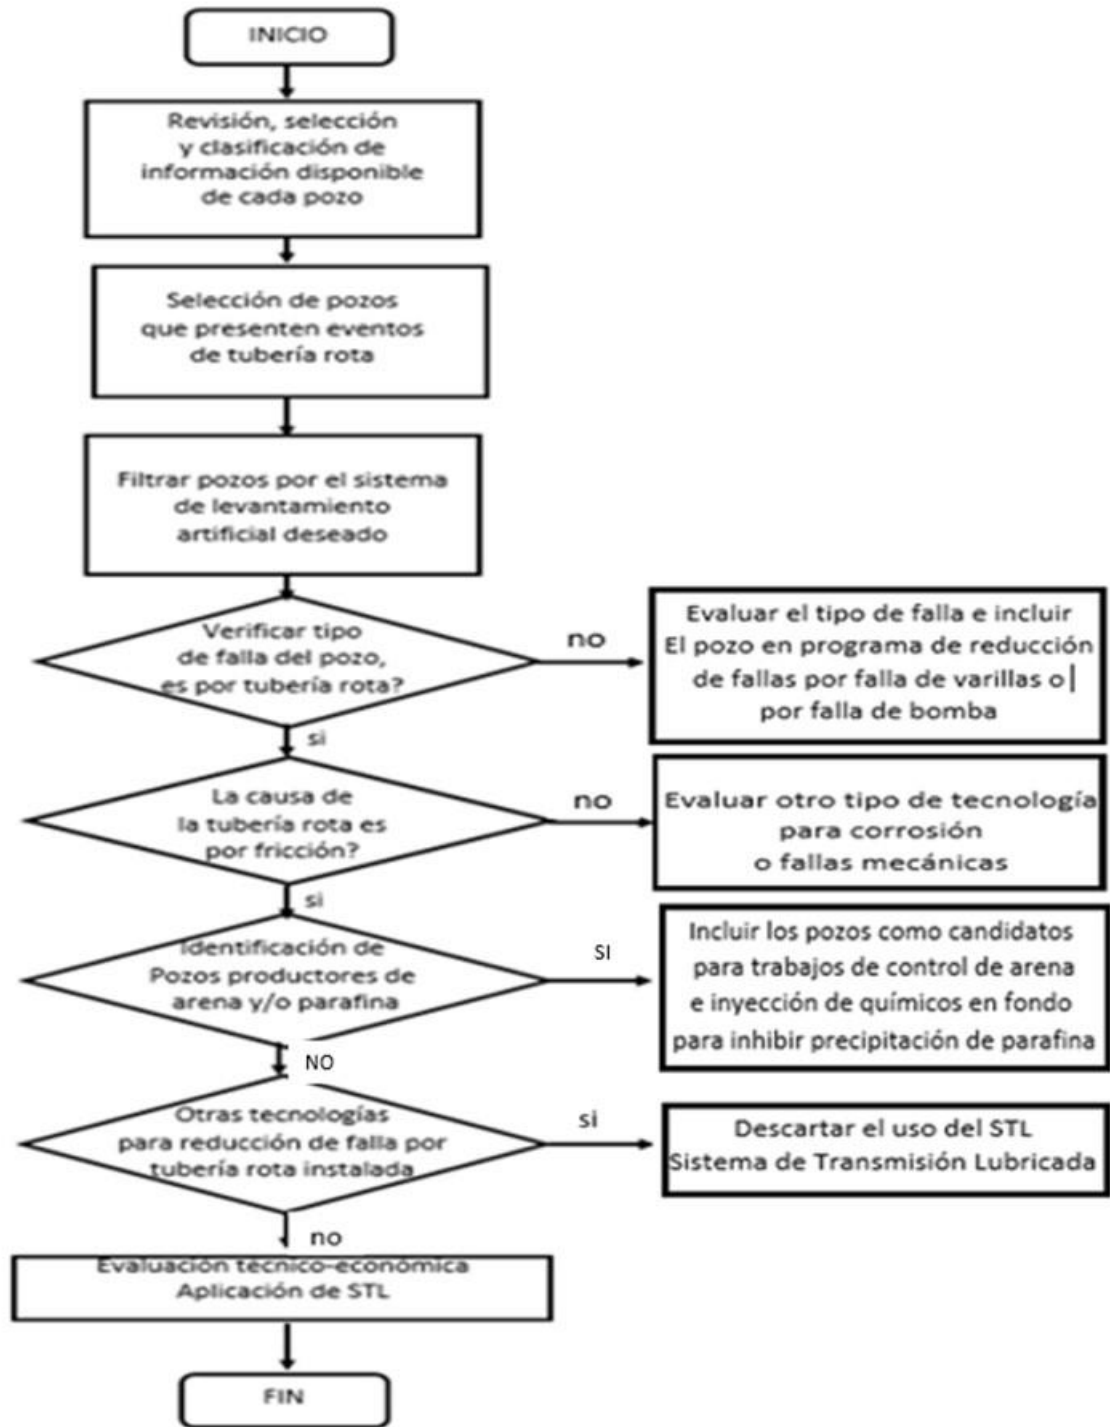 INICIO
Revisión, selección
y clasificación de
información disponible
de cada pozo
Selección de pozos
que presenten eventos
de tubería rota
Filtrar pozos por el sistema
de levantamiento
artificial deseado
Verificar tipo
de falla del pozo,
es por tubería rota?
no
Evaluar el tipo de falla e incluir
El pozo en programa de reducción
de fallas por falla de varillas o
por falla de bomba
si
La causa de
la tubería rota es
por fricción?
no
Evaluar otro tipo de tecnología
para corrosión
o fallas mecánicas
si
Identificación de
Pozos productores de
arena y/o parafina
SI
Incluir los pozos como candidatos
para trabajos de control de arena
e inyección de químicos en fondo
para inhibir precipitación de parafina
NO
Otras tecnologías
para reducción de falla por
tubería rota instalada
si
Descartar el uso del STL
Sistema de Transmisión Lubricada
no
Evaluación técnico-económica
Aplicación de STL
FIN